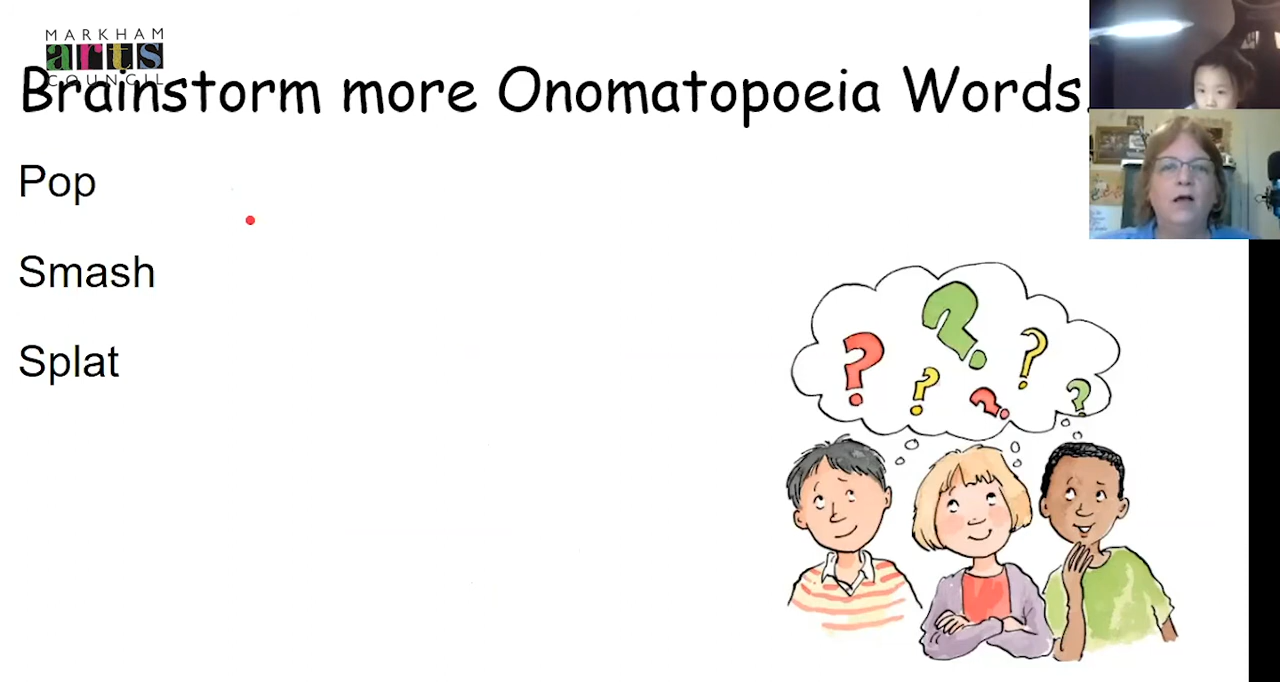 MARKHAM
arts
COUNCIL
Brainstorm more Onomatopoeia Words.
Pop
Smash
Splat